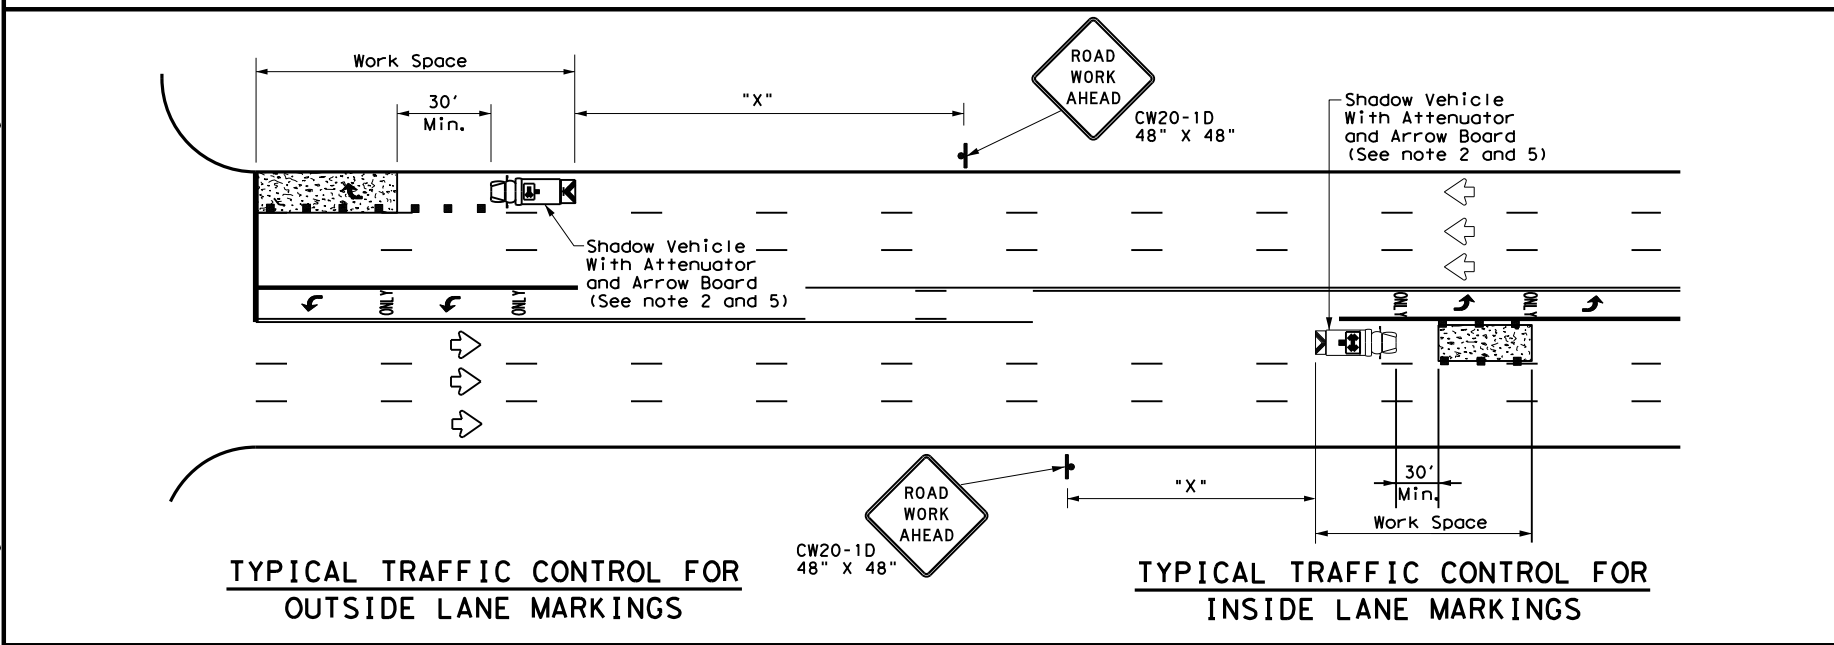 Work Space
30'
Min.
"X"
ROAD
WORK
AHEAD
CW20-1D
48" X 48"
Shadow Vehicle
With Attenuator
and Arrow Board
(See note 2 and 5)
Shadow Vehicle
With Attenuator
and Arrow Board
(See note 2 and 5)
ONLY
ONLY
ONLY
ONLY
ROAD
WORK
AHEAD
CW20-1D
48" X 48"
"X"
30'
Min.
Work Space
TYPICAL TRAFFIC CONTROL FOR
OUTSIDE LANE MARKINGS
TYPICAL TRAFFIC CONTROL FOR
INSIDE LANE MARKINGS